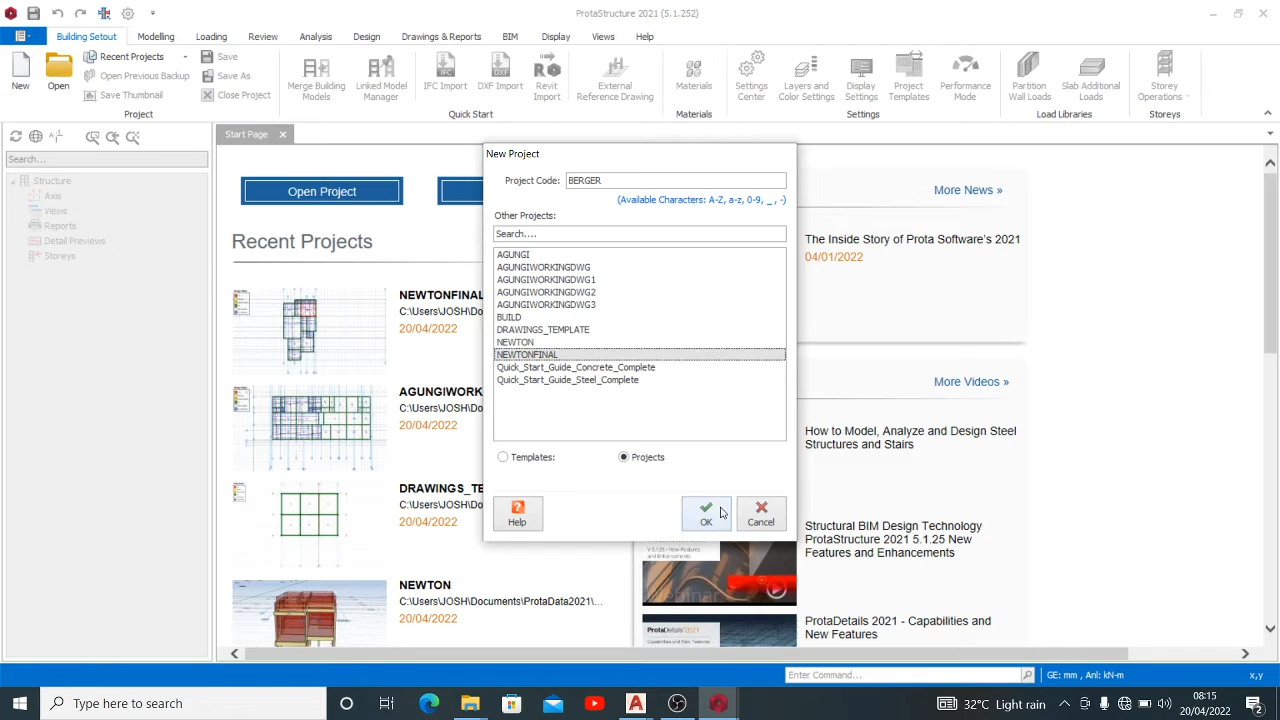 ProtaStructure 2021 (5.1.252)
Building Setout Modelling Loading Review Analysis Design Drawings & Reports BIM Display Views Help
New
Open
Recent Projects
Open Previous Backup
Save Thumbnail
Save
Save As
Close Project
Project
Merge Building Models
Linked Model Manager
IFC Import
DXF Import
Revit Import
External Reference Drawing
Quick Start
Materials
Materials
Settings Center
Layers and Color Settings
Display Settings
Project Templates
Performance Mode
Settings
Partition Wall Loads
Slab Additional Loads
Load Libraries
Storey Operations
Storeys
Search...
Structure
Axis
Views
Reports
Detail Previews
Storeys
Start Page
Open Project
Recent Projects
NEWTONFINAL
C:\Users\JOSH\Docume
20/04/2022
AGUNGIWORK
C:\Users\JOSH\Docume
20/04/2022
DRAWINGS_TE
C:\Users\JOSH\Docume
20/04/2022
NEWTON
C:\Users\JOSH\Documents\ProtaData2021\...
20/04/2022
New Project
Project Code: BERGER
(Available Characters: A-Z, a-z, 0-9, _ , -)
Other Projects:
Search....
AGUNGI
AGUNGIWORKINGDWG
AGUNGIWORKINGDWG1
AGUNGIWORKINGDWG2
AGUNGIWORKINGDWG3
BUILD
DRAWINGS_TEMPLATE
NEWTON
NEWTONFINAL
Quick_Start_Guide_Concrete_Complete
Quick_Start_Guide_Steel_Complete
Templates: Projects
Help OK Cancel
More News »
The Inside Story of Prota Software's 2021
04/01/2022
More Videos »
How to Model, Analyze and Design Steel
Structures and Stairs
Structural BIM Design Technology
ProtaStructure 2021 5.1.25 New
Features and Enhancements
ProtaDetails 2021 - Capabilities and
New Features
ProtaDetails 2021
Enter Command...
GE: mm , Anl: kN-m
x,y
Type here to search
32°C Light rain
08:15
20/04/2022